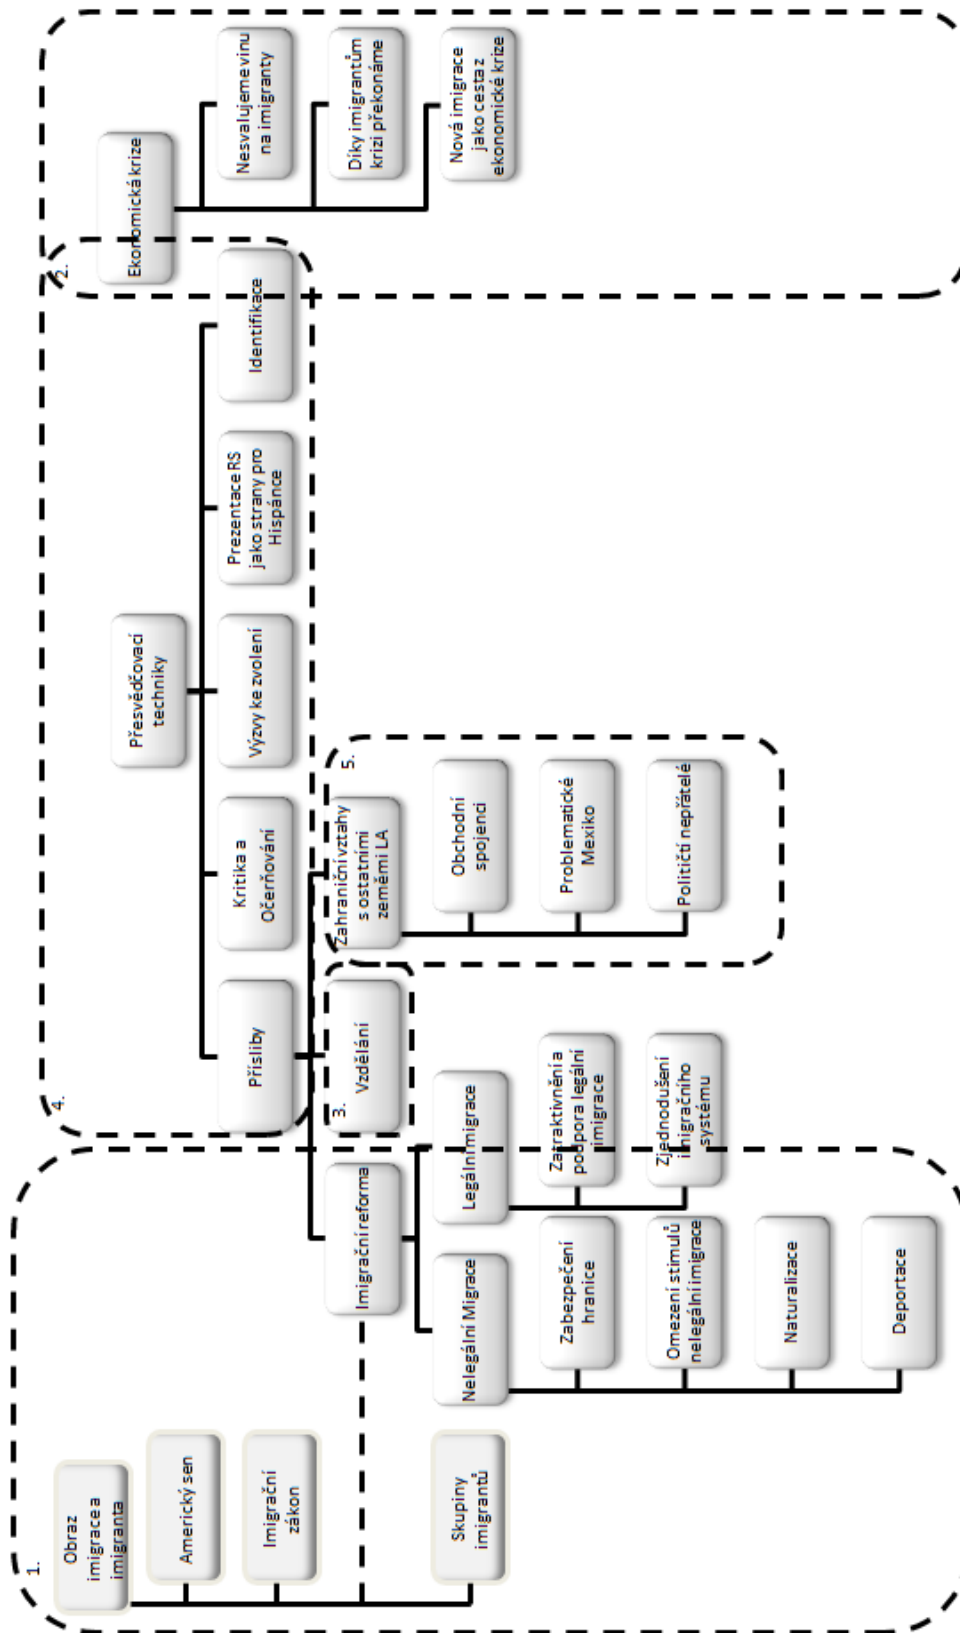 1.
Obraz
imigrace a
imigranta
Americký sen
Imigrační
zákon
Skupiny
imigrantů
Imigrační reforma
Nelegální Migrace
Zabezpečení
hranice
Omezení stimulů
nelegální imigrace
Naturalizace
Deportace
Legální imigrace
Zatraktivnění a
podpora legální
imigrace
Zjednodušení
imigračního
systému
4.
Přesvědčovací
techniky
Přísliby
Kritika a
Očerňování
Výzvy ke zvolení
Prezentace RS
jako strany pro
Hispánce
Identifikace
3.
Vzdělání
5.
Zahraniční vztahy
s ostatními
zeměmi LA
Obchodní
spojenci
Problematické
Mexiko
Političtí nepřátelé
2.
Ekonomická krize
Nesvalujeme vinu
na imigranty
Díky imigrantům
krizi překonáme
Nová imigrace
jako cesta z
ekonomické krize